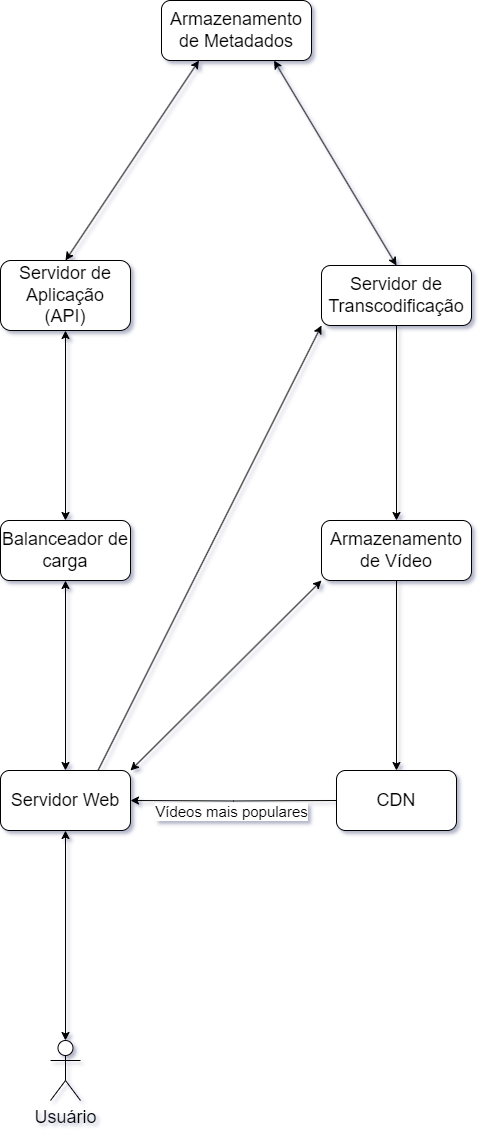 Armazenamento
de Metadados
Servidor de
Aplicação
(API)
Servidor de
Transcodificação
Balanceador de
carga
Armazenamento
de Vídeo
Servidor Web
Vídeos mais populares
CDN
Usuário